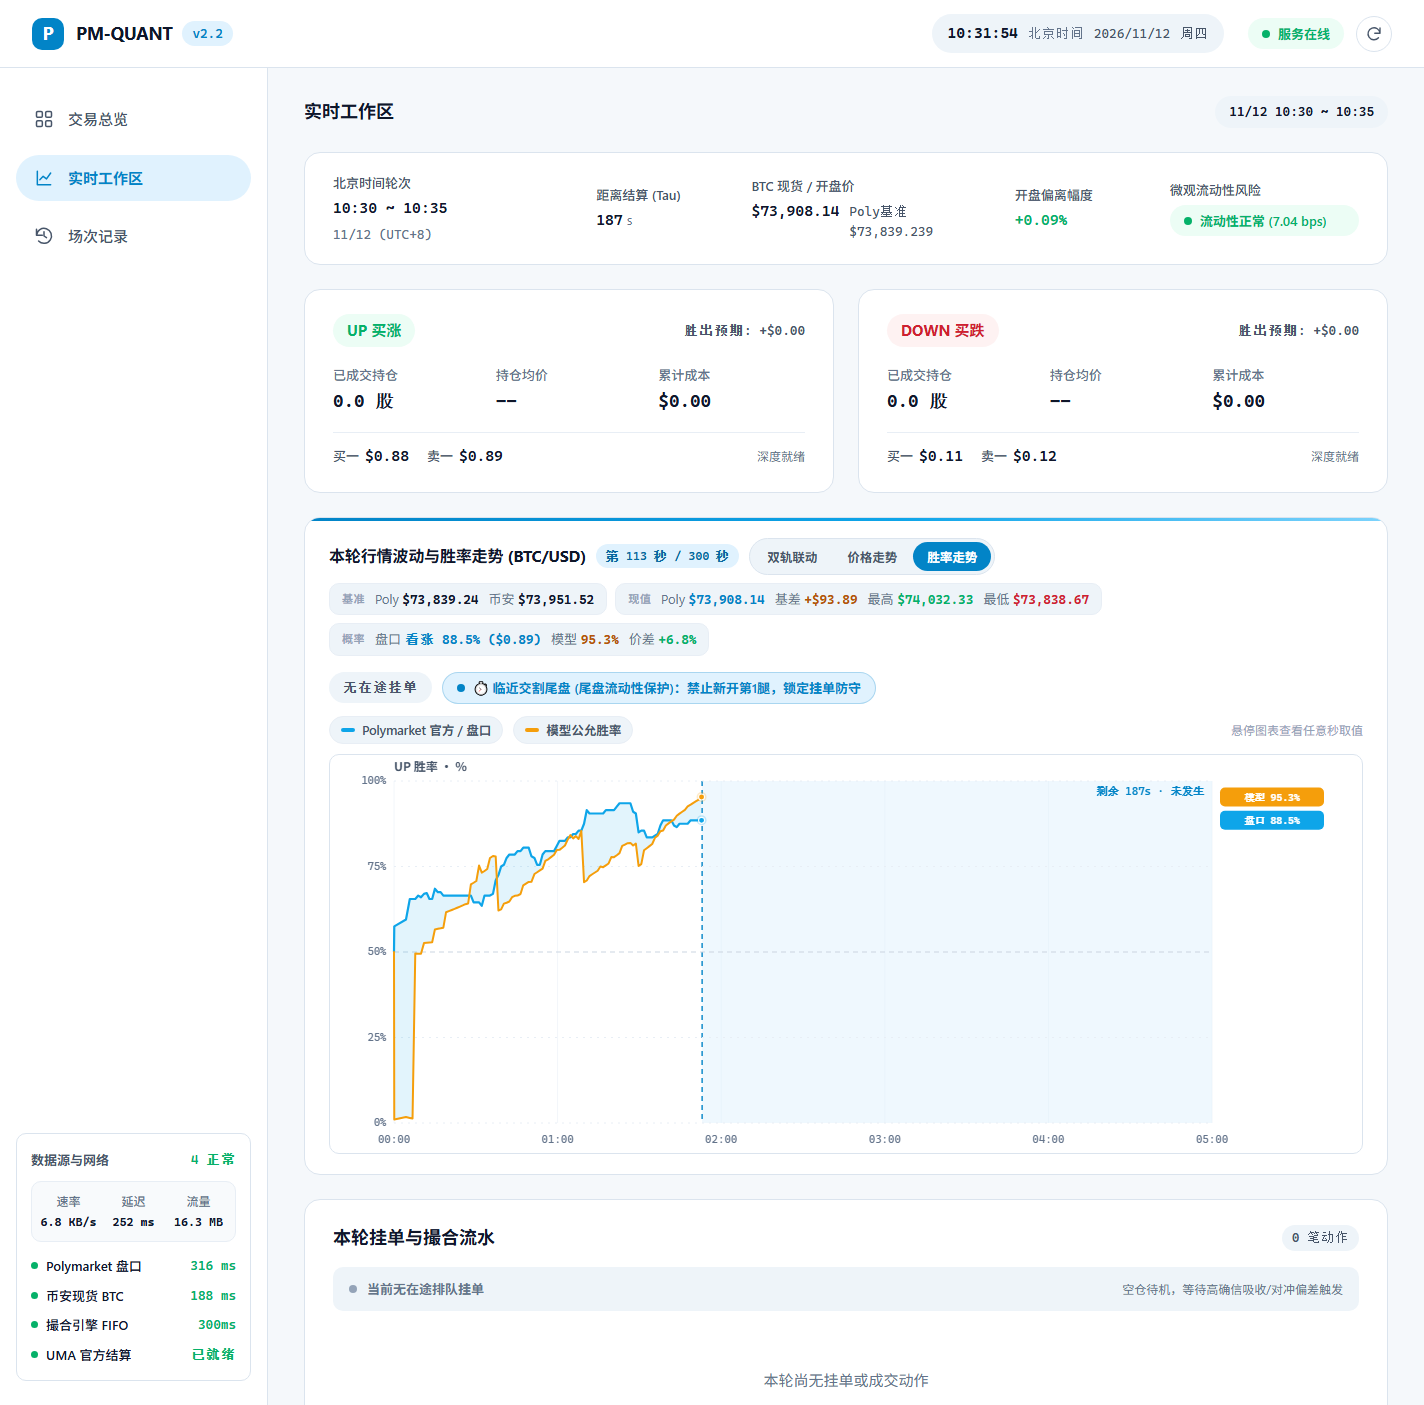 P PM-QUANT v2.2
10:31:54 北京时间 2026/11/12 周四
服务在线
交易总览
实时工作区
场次记录
实时工作区
11/12 10:30 ~ 10:35
北京时间轮次
10:30 ~ 10:35
11/12 (UTC+8)
距离结算 (Tau)
187 s
BTC 现货 / 开盘价
$73,908.14 Poly基准
$73,839.239
开盘偏离幅度
+0.09%
微观流动性风险
流动性正常 (7.04 bps)
UP 买涨
胜出预期: +$0.00
已成交持仓 持仓均价 累计成本
0.0 股 —— $0.00
买一 $0.88 卖一 $0.89 深度就绪
DOWN 买跌
胜出预期: +$0.00
已成交持仓 持仓均价 累计成本
0.0 股 —— $0.00
买一 $0.11 卖一 $0.12 深度就绪
本轮行情波动与胜率走势 (BTC/USD) 第 113 秒 / 300 秒 双轨联动 价格走势 胜率走势
基准 Poly $73,839.24 币安 $73,951.52
现值 Poly $73,908.14 基差 +$93.89 最高 $74,032.33 最低 $73,838.67
概率 盘口 看涨 88.5% ($0.89) 模型 95.3% 价差 +6.8%
无在途挂单
⏱ 临近交割尾盘 (尾盘流动性保护)：禁止新开第1腿，锁定挂单防守
Polymarket 官方 / 盘口 模型公允胜率 悬停图表查看任意秒取值
UP 胜率 · %
100%
75%
50%
25%
0%
剩余 187s · 未发生
模型 95.3%
盘口 88.5%
00:00 01:00 02:00 03:00 04:00 05:00
数据源与网络 4 正常
速率 延迟 流量
6.8 KB/s 252 ms 16.3 MB
Polymarket 盘口 316 ms
币安现货 BTC 188 ms
撮合引擎 FIFO 300ms
UMA 官方结算 已就绪
本轮挂单与撮合流水 0 笔动作
当前无在途排队挂单 空仓待机，等待高确信吸收/对冲偏差触发
本轮尚无挂单或成交动作